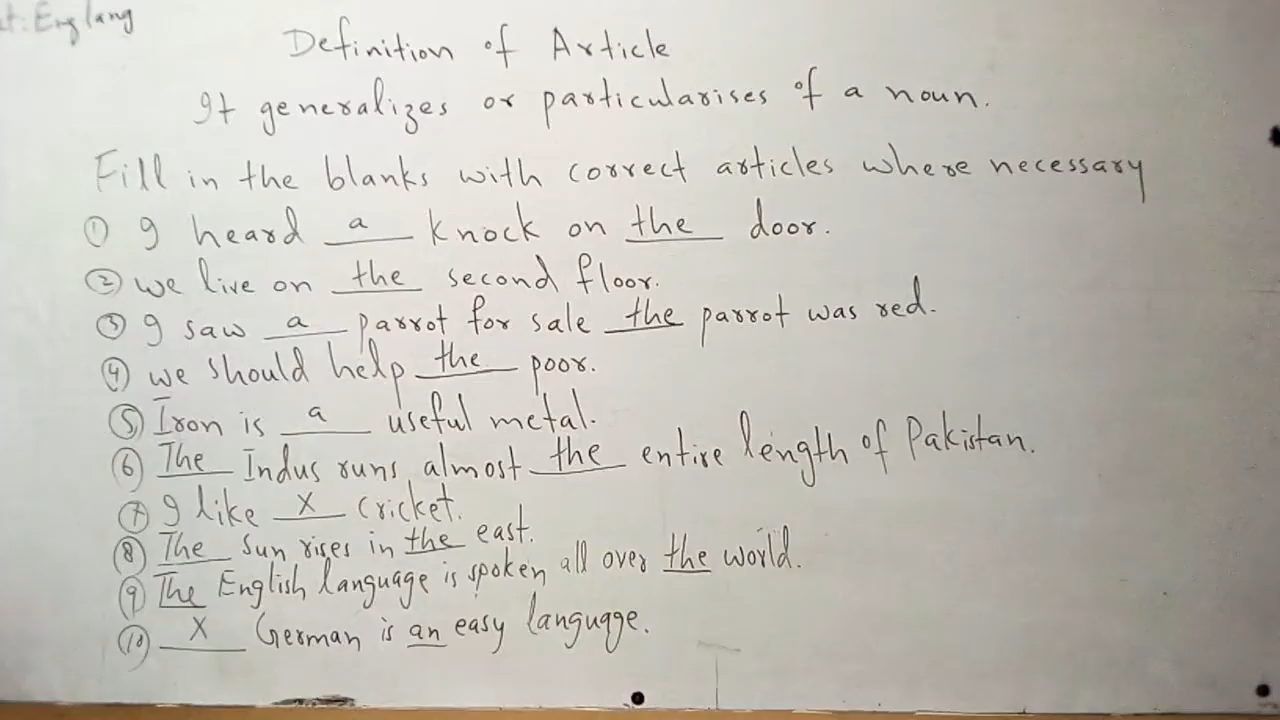 Eng lang
Definition of Article
It generalizes or particularises of a noun.
Fill in the blanks with correct articles where necessary
① I heard a knock on the door.
② we live on the second floor.
③ I saw a parrot for sale the parrot was red.
④ we should help the poor.
⑤ Iron is a useful metal.
⑥ The Indus runs almost the entire length of Pakistan.
⑦ I like x cricket.
⑧ The Sun rises in the east.
⑨ The English language is spoken all over the world.
⑩ x German is an easy language.